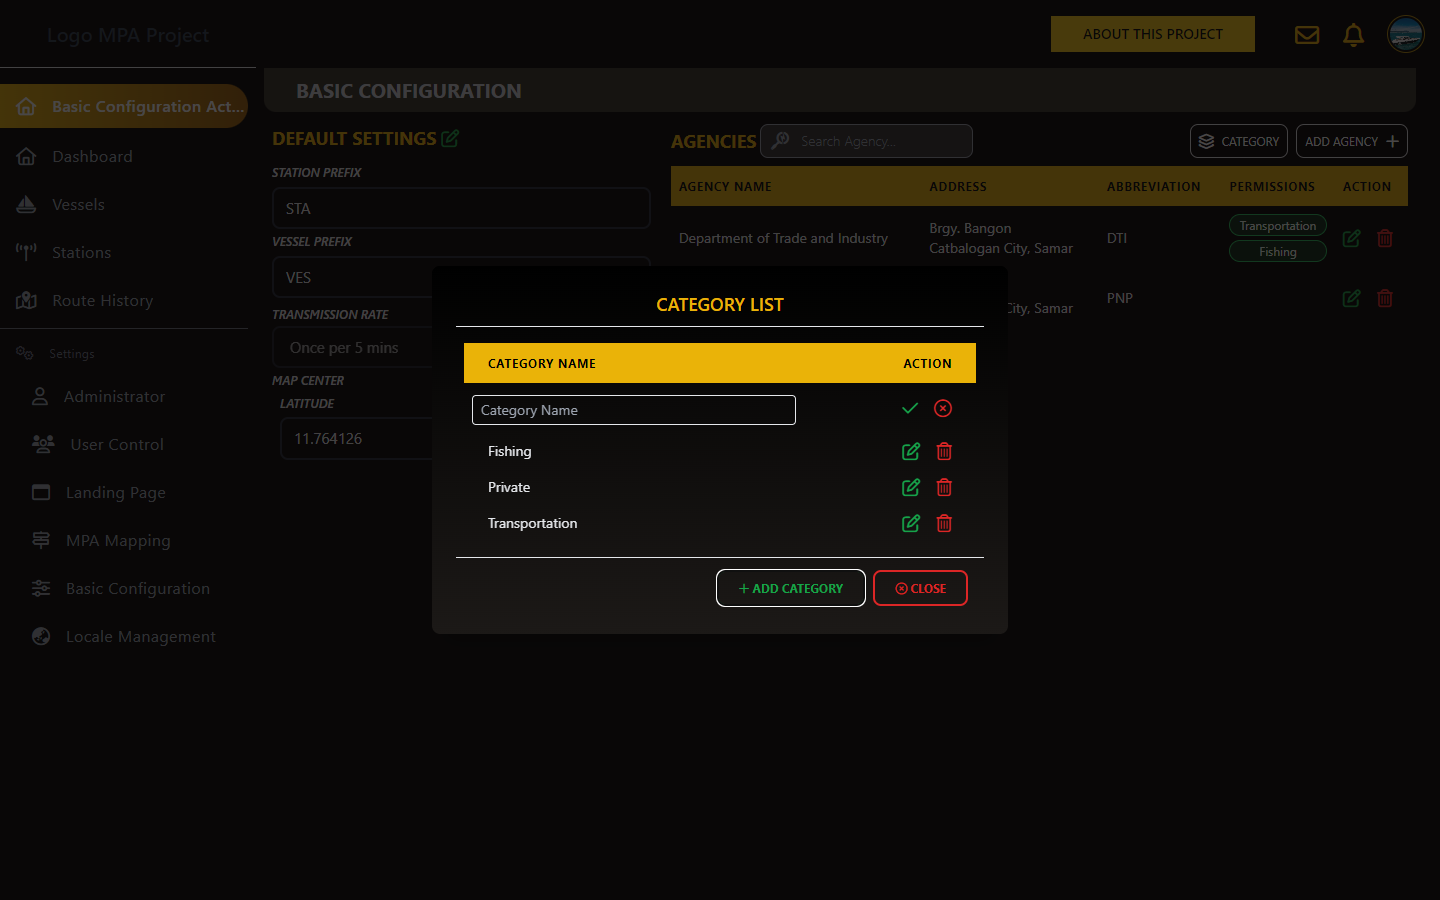 Logo MPA Project
ABOUT THIS PROJECT
Basic Configuration Act...
Dashboard
Vessels
Stations
Route History
Settings
Administrator
User Control
Landing Page
MPA Mapping
Basic Configuration
Locale Management
BASIC CONFIGURATION
DEFAULT SETTINGS
STATION PREFIX
STA
VESSEL PREFIX
VES
TRANSMISSION RATE
Once per 5 mins
MAP CENTER
LATITUDE
11.764126
AGENCIES
Search Agency...
CATEGORY
ADD AGENCY
AGENCY NAME ADDRESS ABBREVIATION PERMISSIONS ACTION
Department of Trade and Industry
Brgy. Bangon
Catbalogan City, Samar
DTI
Transportation
Fishing
City, Samar
PNP
CATEGORY LIST
CATEGORY NAME ACTION
Category Name
Fishing
Private
Transportation
ADD CATEGORY
CLOSE